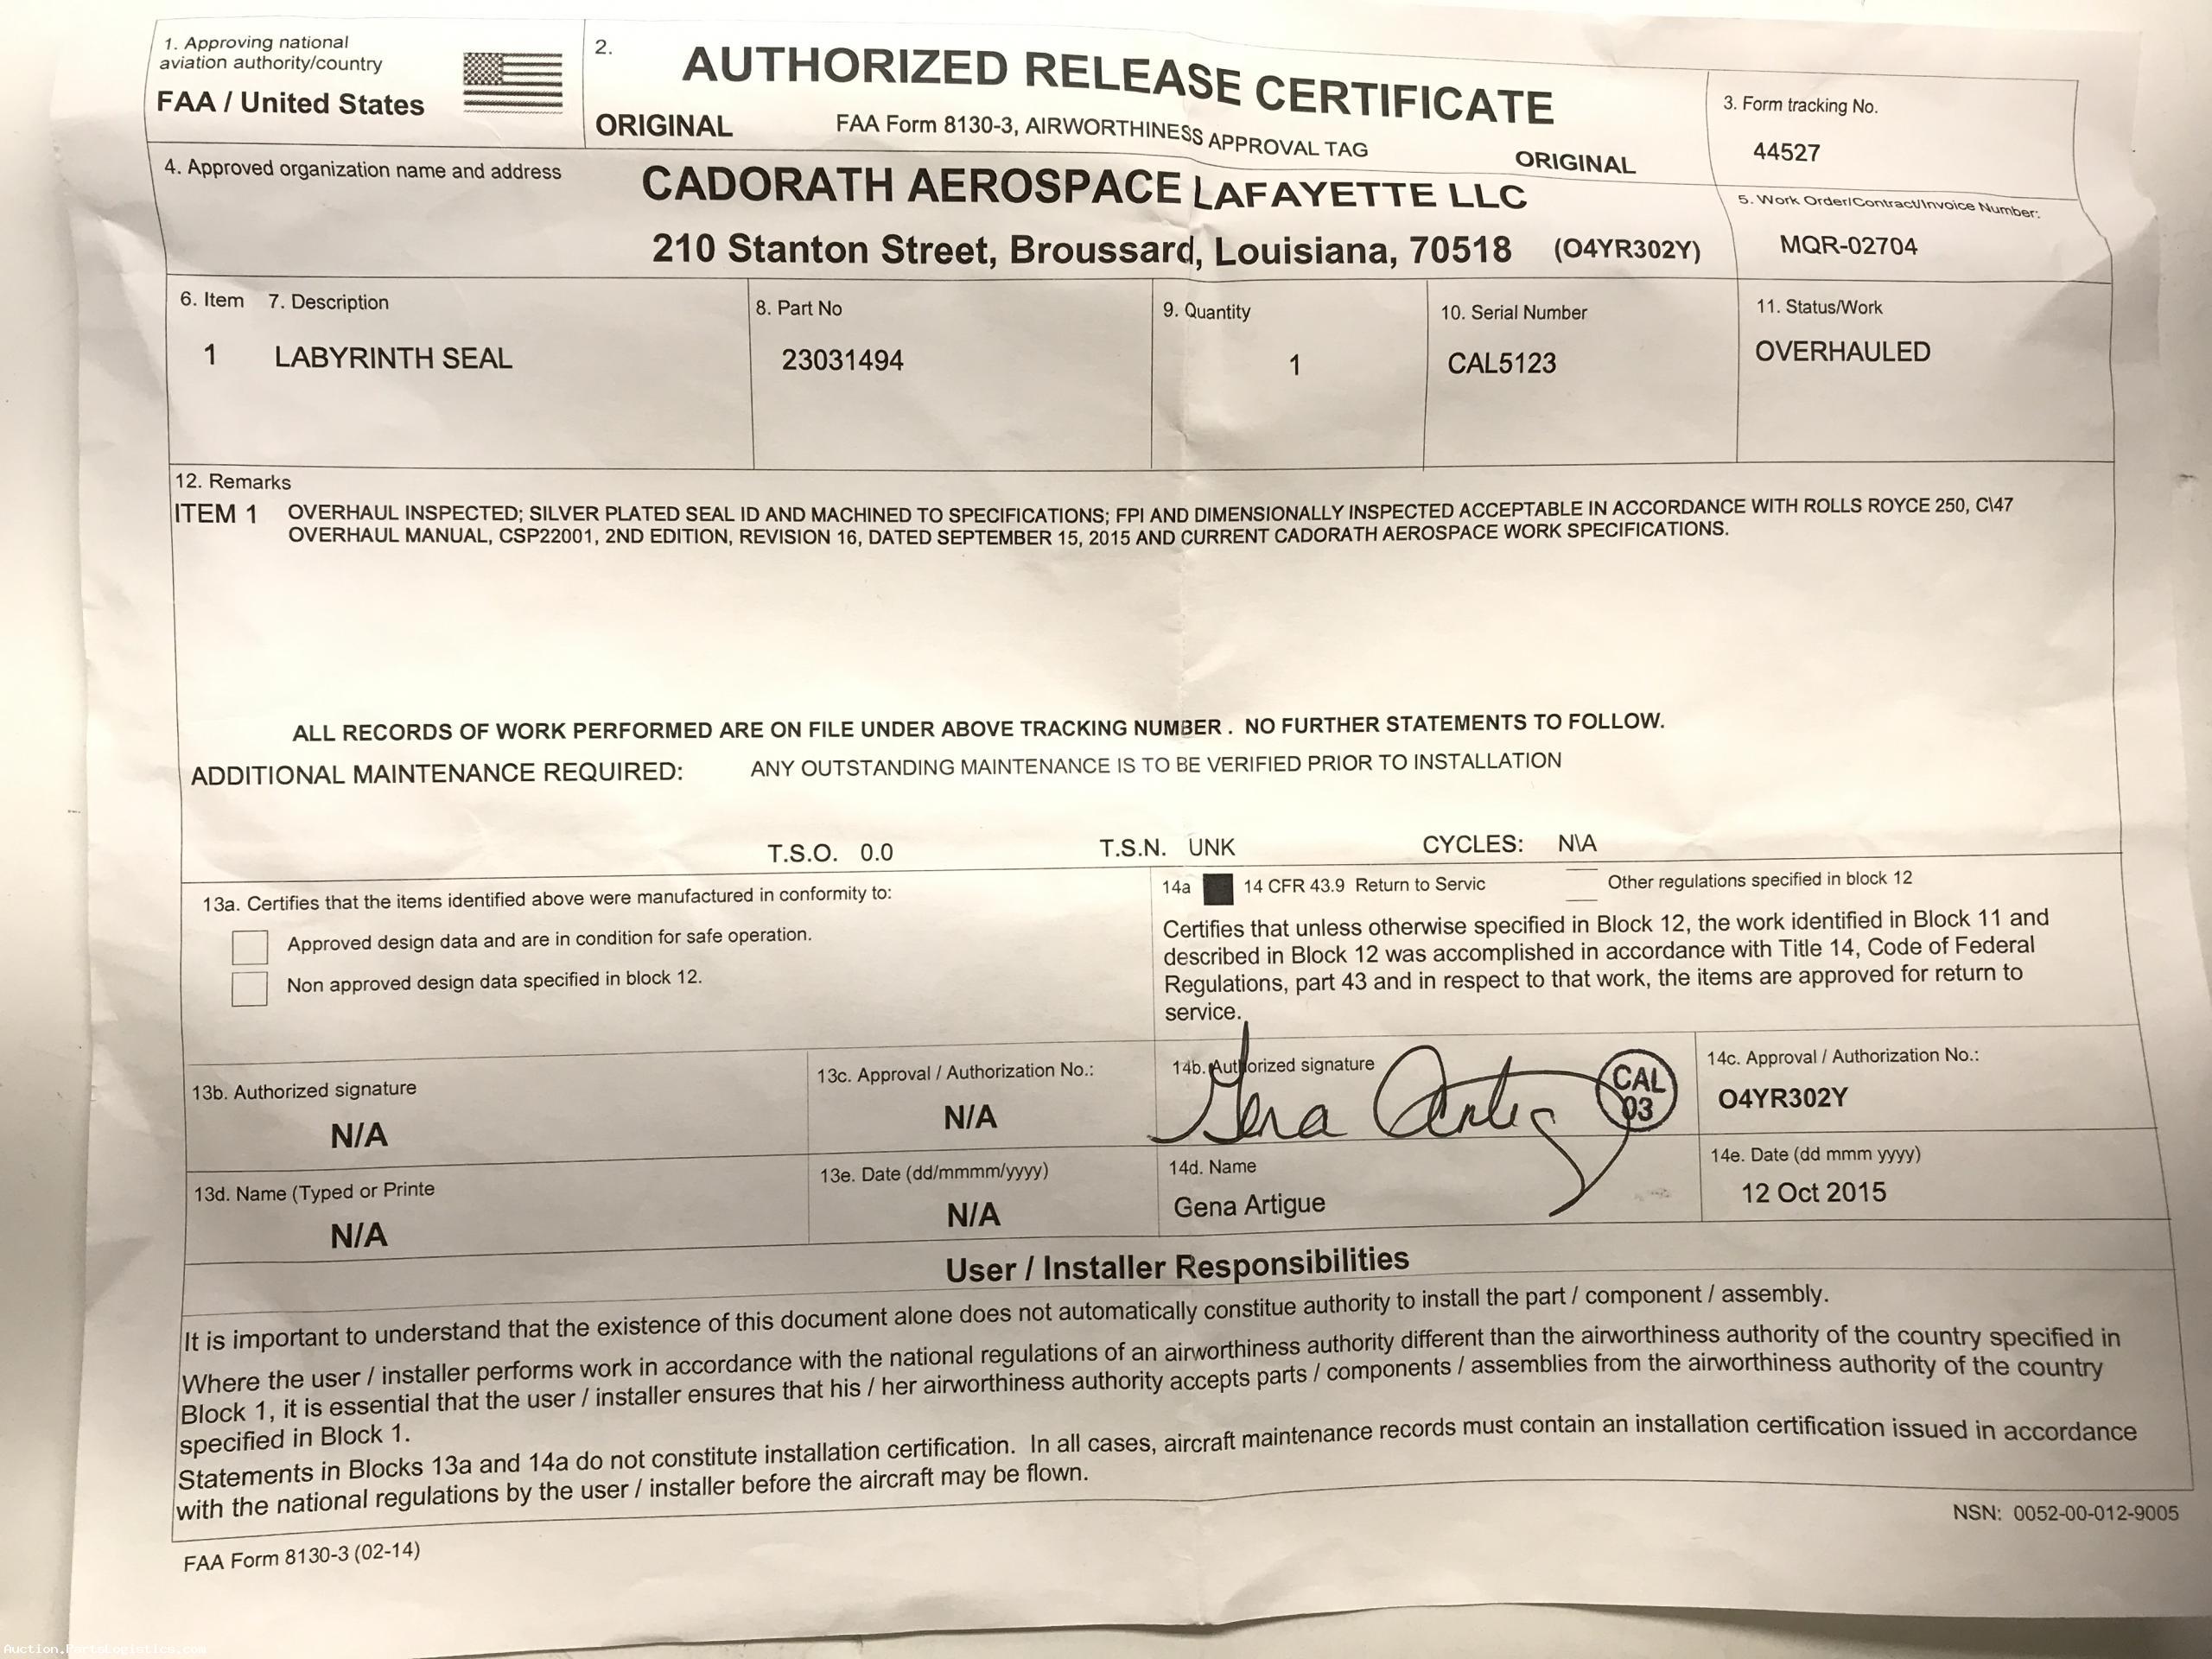 1. Approving national
aviation authority/country
FAA / United States
2.
AUTHORIZED RELEASE CERTIFICATE
ORIGINAL
FAA Form 8130-3, AIRWORTHINESS APPROVAL TAG
ORIGINAL
3. Form tracking No.
44527
4. Approved organization name and address
CADORATH AEROSPACE LAFAYETTE LLC
210 Stanton Street, Broussard, Louisiana, 70518 (O4YR302Y)
5. Work Order/Contract/Invoice Number:
MQR-02704
6. Item 7. Description
8. Part No
9. Quantity
10. Serial Number
11. Status/Work
1 LABYRINTH SEAL
23031494
1
CAL5123
OVERHAULED
12. Remarks
ITEM 1 OVERHAUL INSPECTED; SILVER PLATED SEAL ID AND MACHINED TO SPECIFICATIONS; FPI AND DIMENSIONALLY INSPECTED ACCEPTABLE IN ACCORDANCE WITH ROLLS ROYCE 250, C\47
OVERHAUL MANUAL, CSP22001, 2ND EDITION, REVISION 16, DATED SEPTEMBER 15, 2015 AND CURRENT CADORATH AEROSPACE WORK SPECIFICATIONS.
ALL RECORDS OF WORK PERFORMED ARE ON FILE UNDER ABOVE TRACKING NUMBER . NO FURTHER STATEMENTS TO FOLLOW.
ADDITIONAL MAINTENANCE REQUIRED: ANY OUTSTANDING MAINTENANCE IS TO BE VERIFIED PRIOR TO INSTALLATION
T.S.O. 0.0 T.S.N. UNK CYCLES: N\A
13a. Certifies that the items identified above were manufactured in conformity to:
Approved design data and are in condition for safe operation.
Non approved design data specified in block 12.
14a 14 CFR 43.9 Return to Servic Other regulations specified in block 12
Certifies that unless otherwise specified in Block 12, the work identified in Block 11 and
described in Block 12 was accomplished in accordance with Title 14, Code of Federal
Regulations, part 43 and in respect to that work, the items are approved for return to
service.
13b. Authorized signature
N/A
13c. Approval / Authorization No.:
N/A
14b. Authorized signature
Gena Artigue
CAL
03
14c. Approval / Authorization No.:
O4YR302Y
13d. Name (Typed or Printe
N/A
13e. Date (dd/mmmm/yyyy)
N/A
14d. Name
Gena Artigue
14e. Date (dd mmm yyyy)
12 Oct 2015
User / Installer Responsibilities
It is important to understand that the existence of this document alone does not automatically constitue authority to install the part / component / assembly.
Where the user / installer performs work in accordance with the national regulations of an airworthiness authority different than the airworthiness authority of the country specified in
Block 1, it is essential that the user / installer ensures that his / her airworthiness authority accepts parts / components / assemblies from the airworthiness authority of the country
specified in Block 1.
Statements in Blocks 13a and 14a do not constitute installation certification. In all cases, aircraft maintenance records must contain an installation certification issued in accordance
with the national regulations by the user / installer before the aircraft may be flown.
NSN: 0052-00-012-9005
FAA Form 8130-3 (02-14)
Auction.PartsLogistics.com